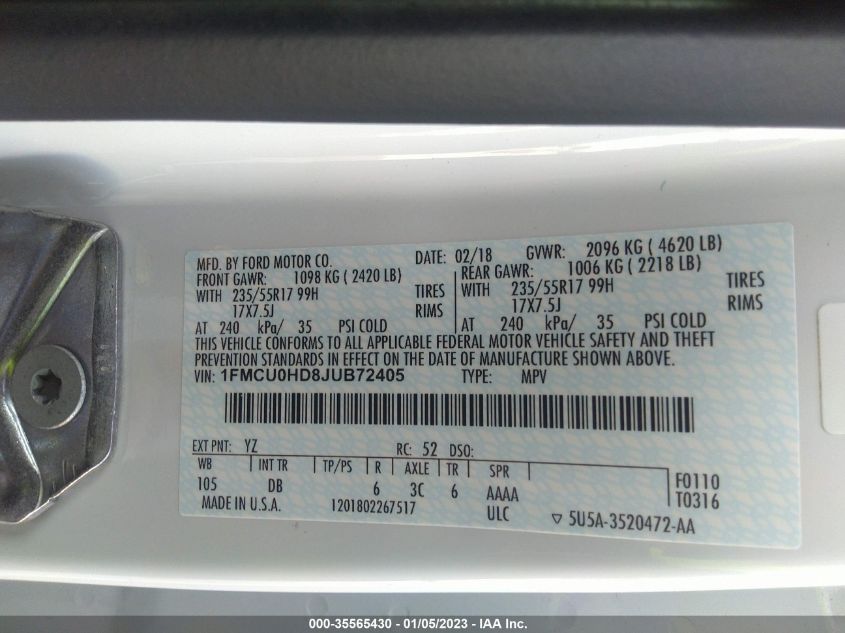 MFD. BY FORD MOTOR CO. DATE: 02/18 GVWR: 2096 KG ( 4620 LB)
FRONT GAWR: 1098 KG ( 2420 LB) REAR GAWR: 1006 KG ( 2218 LB)
WITH 235/55R17 99H TIRES WITH 235/55R17 99H TIRES
17X7.5J RIMS 17X7.5J RIMS
AT 240 kPa/ 35 PSI COLD AT 240 kPa/ 35 PSI COLD
THIS VEHICLE CONFORMS TO ALL APPLICABLE FEDERAL MOTOR VEHICLE SAFETY AND THEFT
PREVENTION STANDARDS IN EFFECT ON THE DATE OF MANUFACTURE SHOWN ABOVE.
VIN: 1FMCU0HD8JUB72405 TYPE: MPV
EXT PNT: YZ RC: 52 DSO:
WB INT TR TP/PS R AXLE TR SPR
105 DB 6 3C 6 AAAA F0110
MADE IN U.S.A. 1201802267517 ULC T0316
▽ 5U5A-3520472-AA
000-35565430 - 01/05/2023 - IAA Inc.